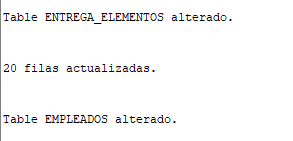 Table ENTREGA_ELEMENTOS alterado.
20 filas actualizadas.
Table EMPLEADOS alterado.